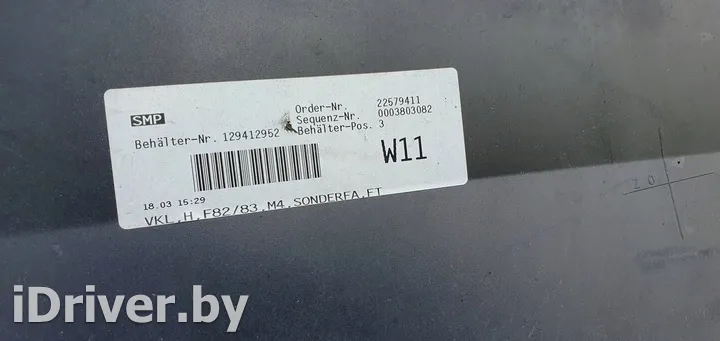 SMP
Order-Nr. 22579411
Sequenz-Nr. 0003803082
Behälter-Nr. 129412952 Behälter-Pos. 3
W11
18.03 15:29
VKL.H.F82/83.M4.SONDERFA.FT
iDriver.by